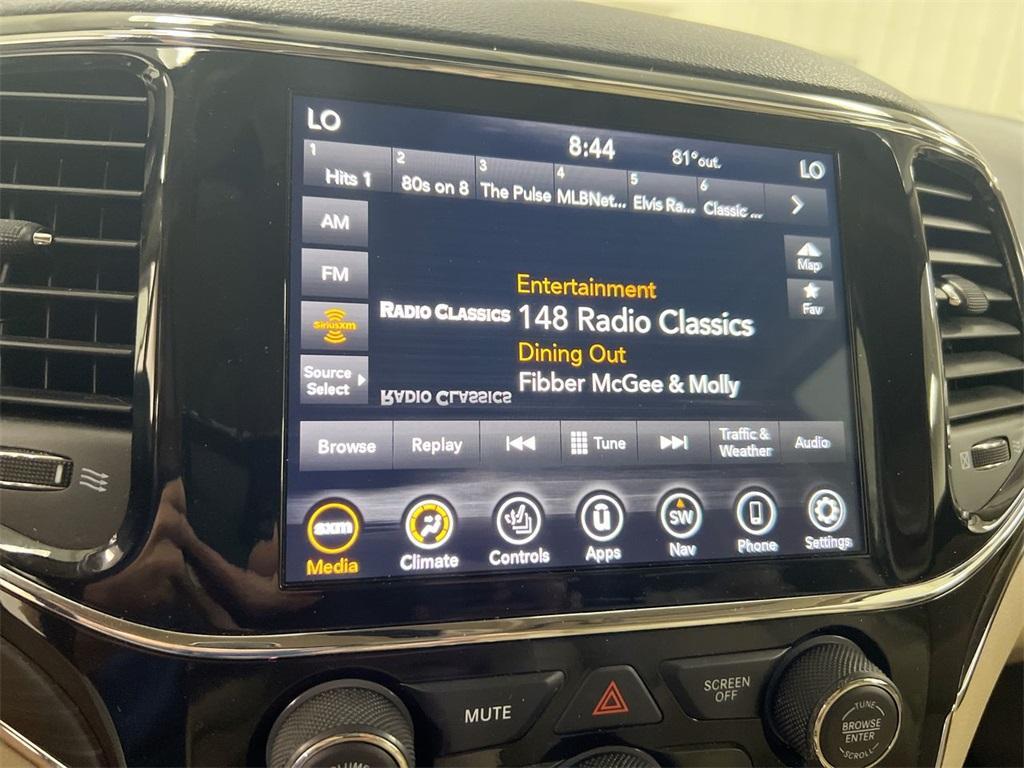 LO
8:44
81° out.
LO
1
Hits 1
2
80s on 8
3
The Pulse
4
MLBNet...
5
Elvis Ra...
6
Classic ...
AM
FM
SiriusXM
Source
Select
Map
Fav
RADIO CLASSICS
Entertainment
148 Radio Classics
Dining Out
Fibber McGee & Molly
RADIO CLASSICS
Browse
Replay
Tune
Traffic &
Weather
Audio
sxm
Media
Climate
Controls
ū
Apps
SW
Nav
Phone
Settings
MUTE
SCREEN
OFF
VOLUME
TUNE
BROWSE
ENTER
SCROLL